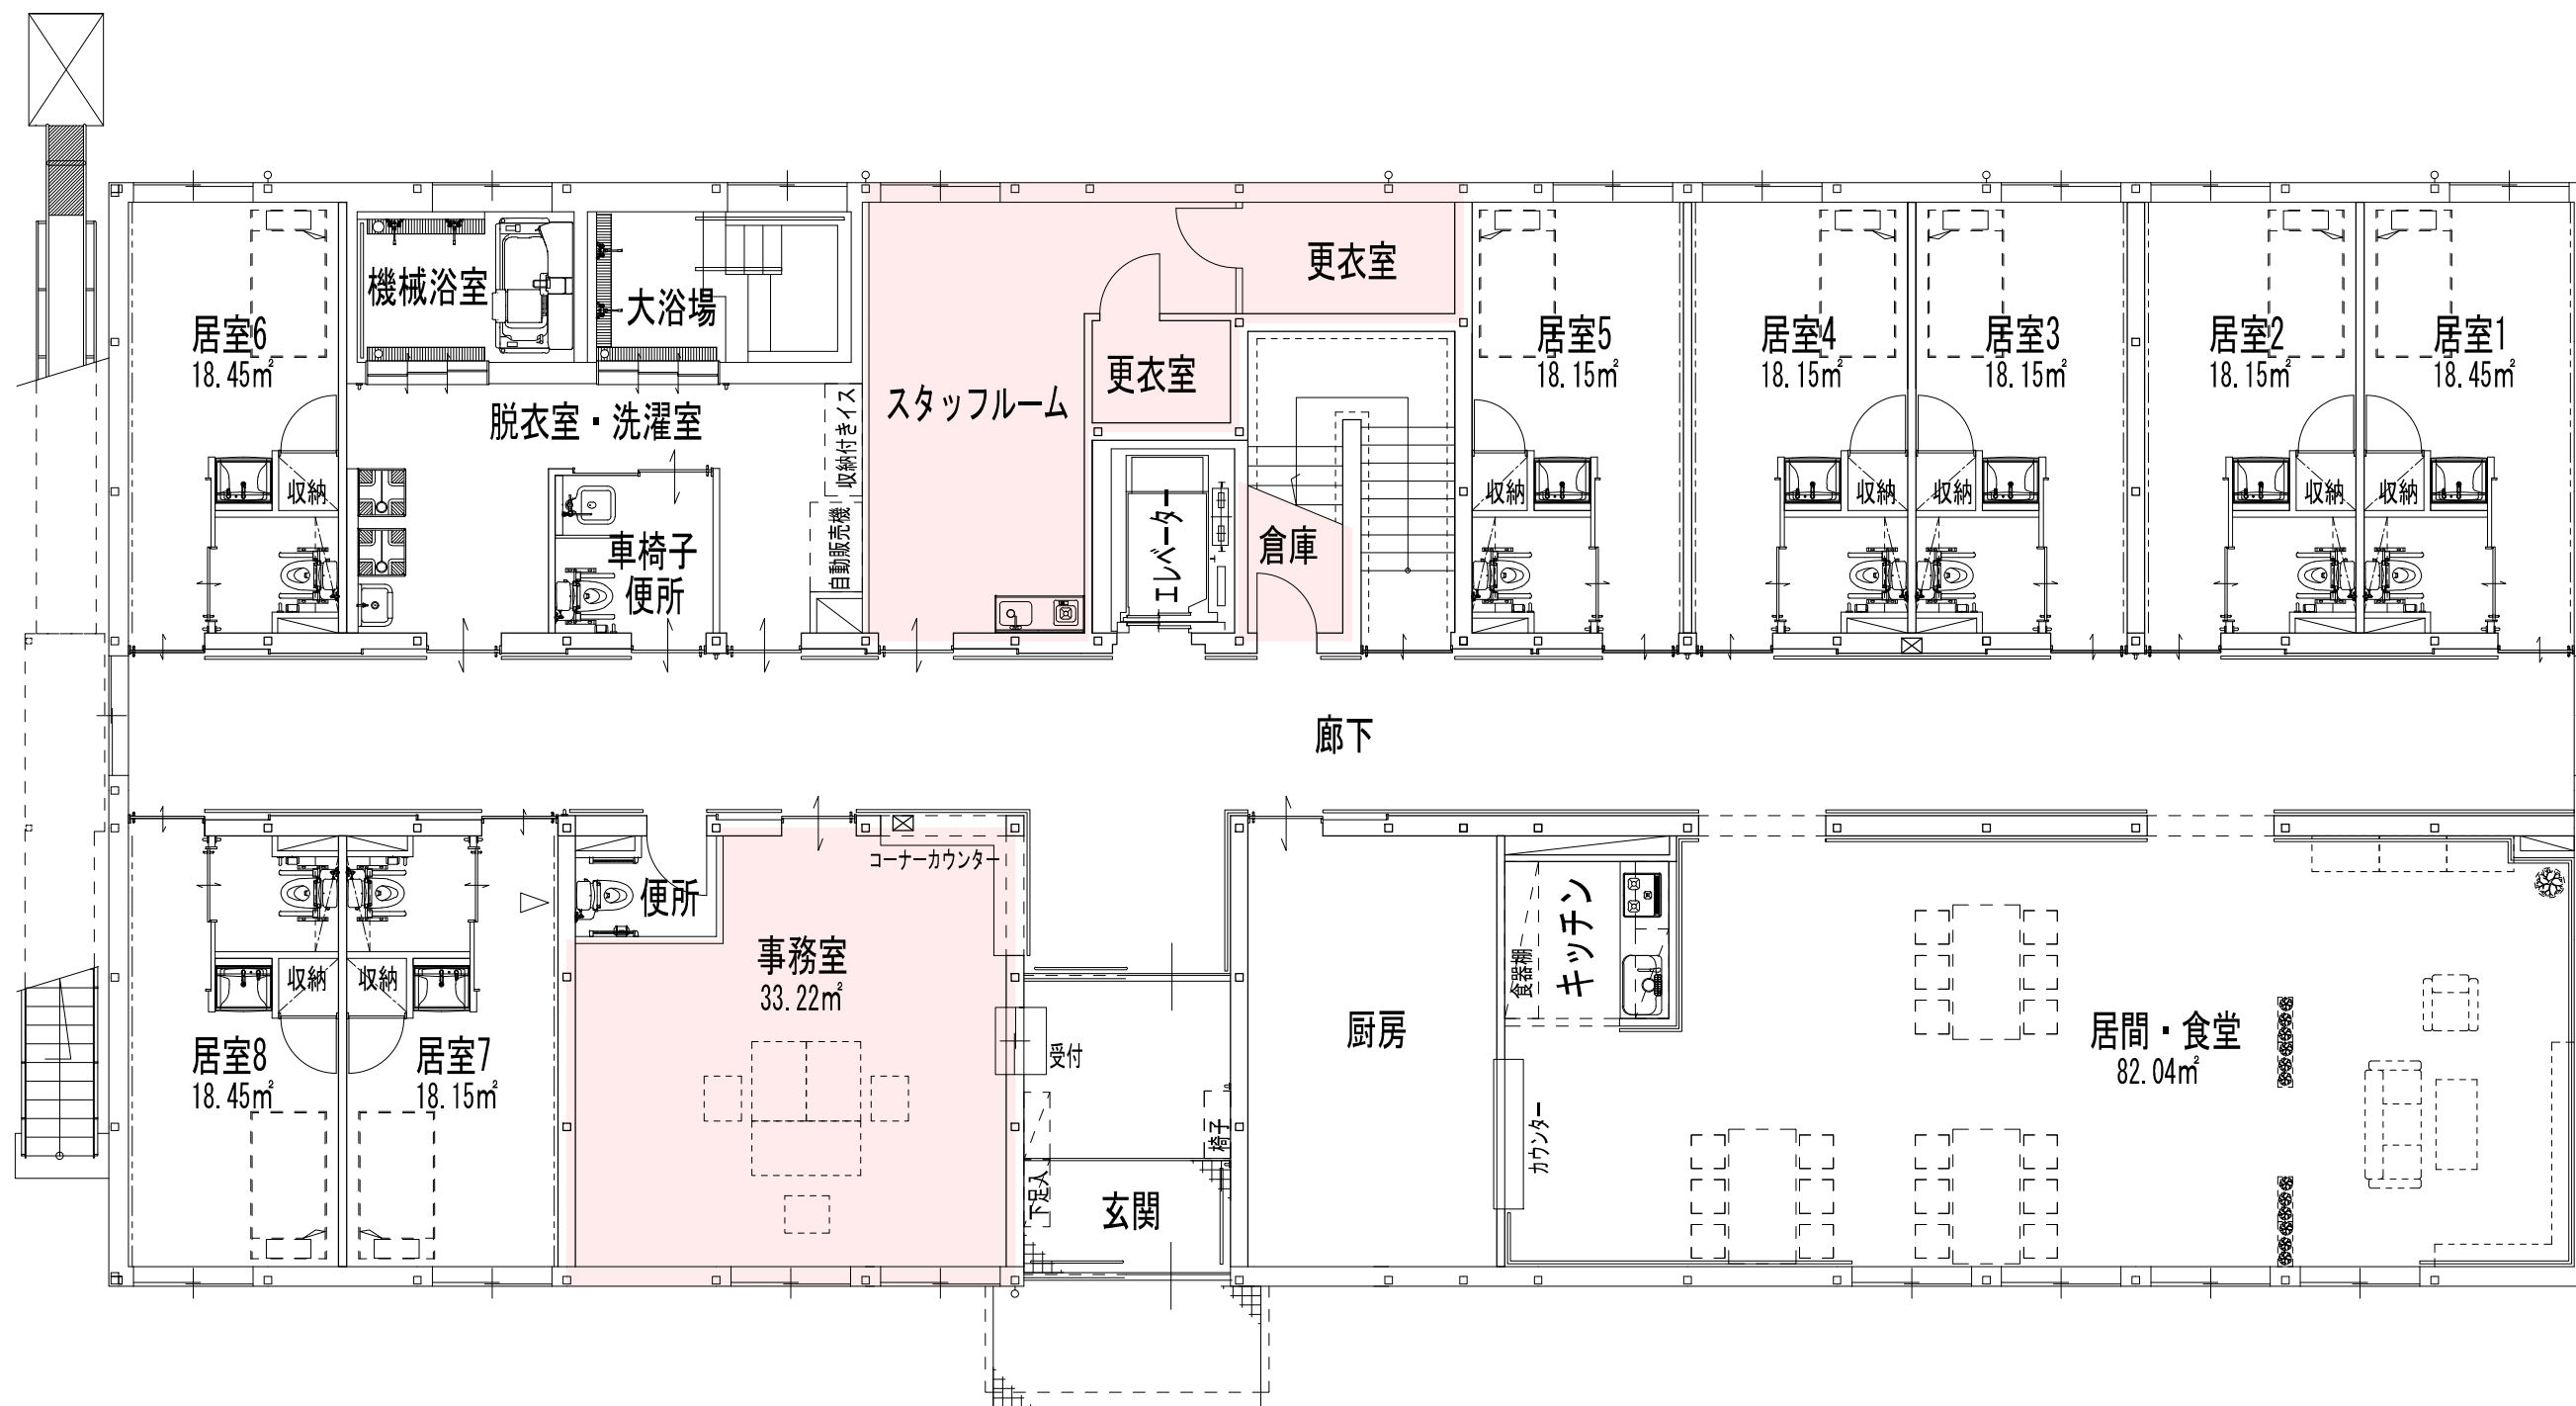 更衣室
機械浴室
大浴場
居室6
18.45㎡
居室5
18.15㎡
居室4
18.15㎡
居室3
18.15㎡
居室2
18.15㎡
居室1
18.45㎡
更衣室
スタッフルーム
脱衣室・洗濯室
収納付きイス
収納
収納
収納
収納
収納
収納
自動販売機
エレベーター
倉庫
車椅子
便所
廊下
コーナーカウンター
便所
キッチン
食器棚
事務室
33.22㎡
収納
収納
厨房
居間・食堂
82.04㎡
受付
居室8
18.45㎡
居室7
18.15㎡
カウンター
椅子
下足入
玄関